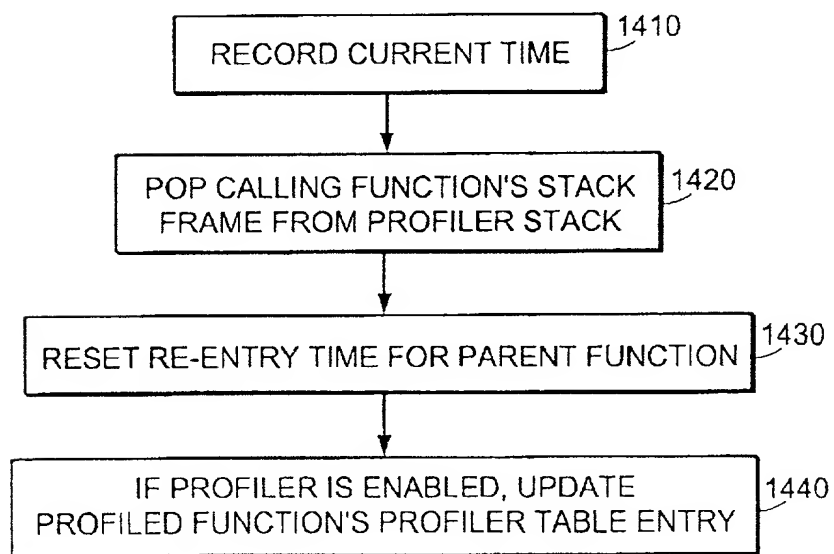 RECORD CURRENT TIME
1410
POP CALLING FUNCTION'S STACK
FRAME FROM PROFILER STACK
1420
RESET RE-ENTRY TIME FOR PARENT FUNCTION
1430
IF PROFILER IS ENABLED, UPDATE
PROFILED FUNCTION'S PROFILER TABLE ENTRY
1440